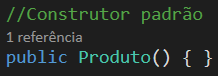 //Construtor padrão
1 referência
public Produto() { }